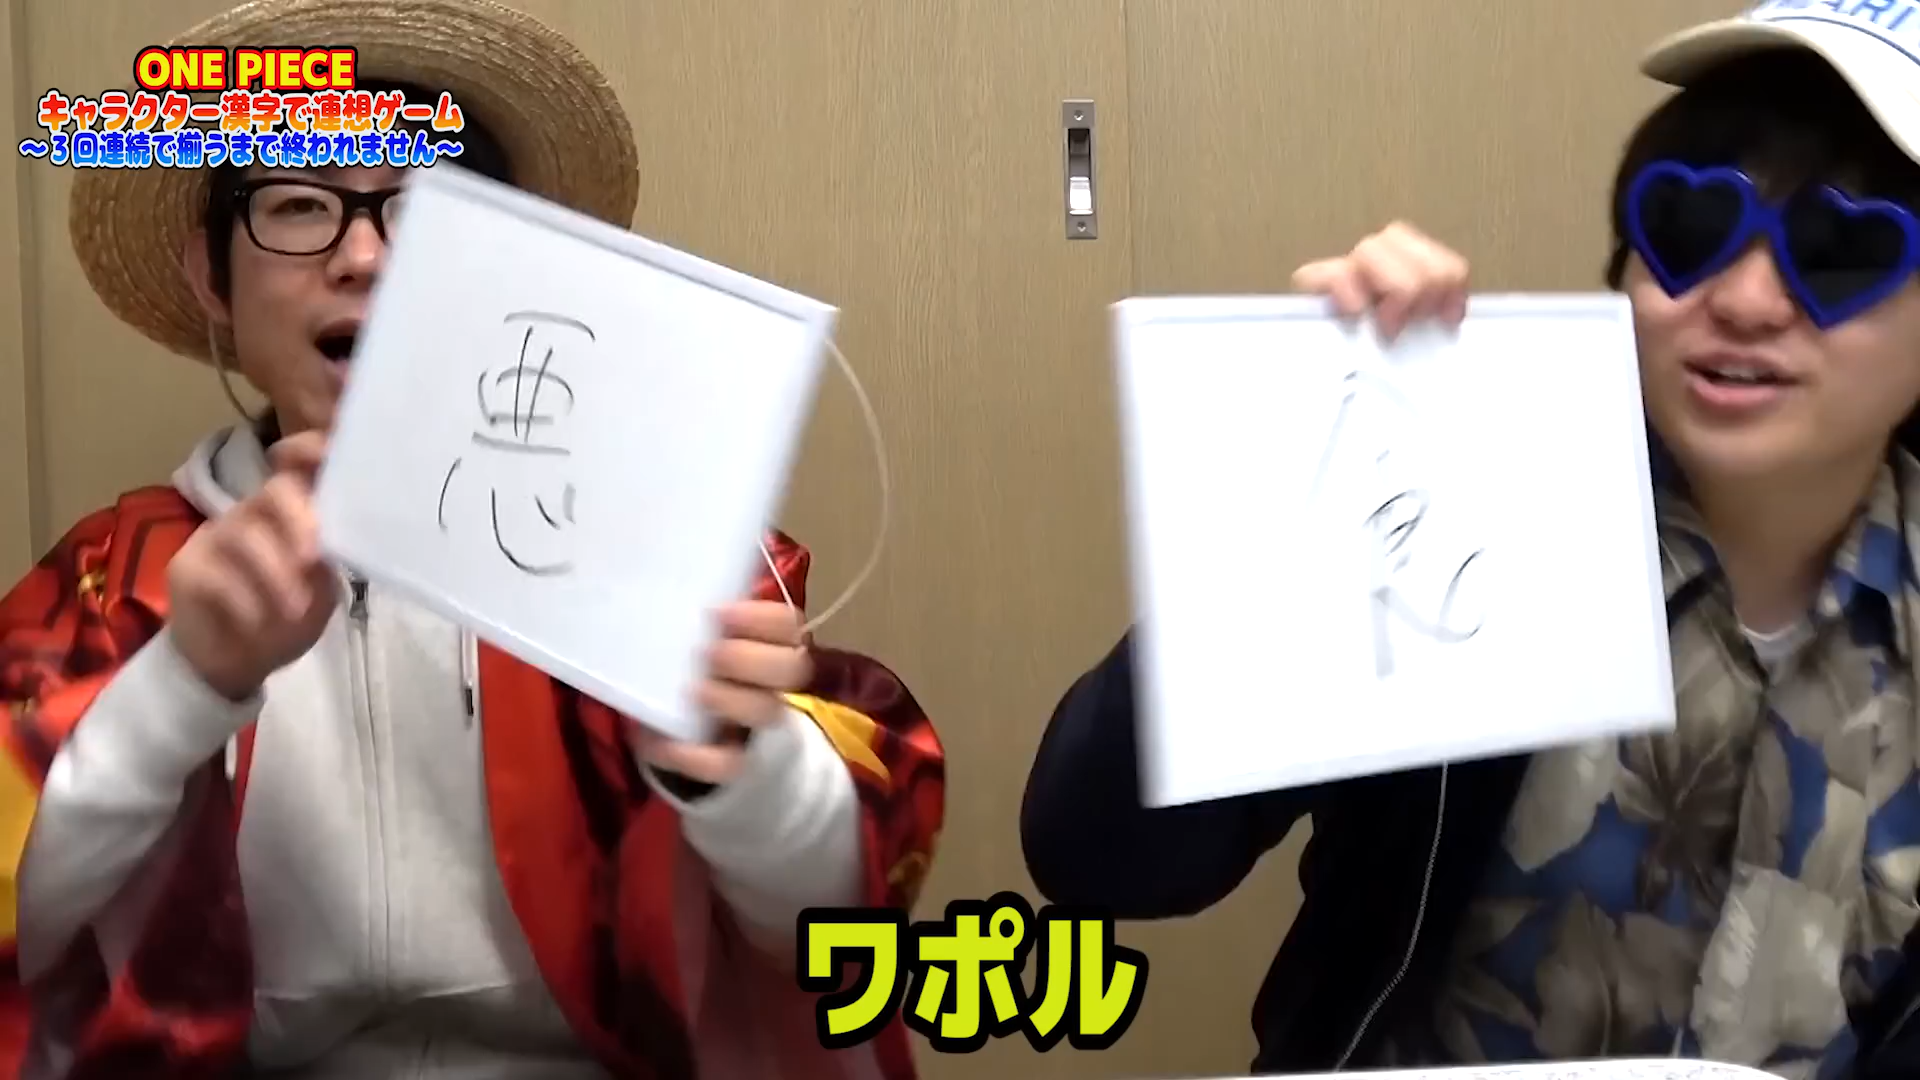 ONE PIECE
キャラクター漢字で連想ゲーム
～3回連続で揃うまで終われません～
悪
食
ワポル